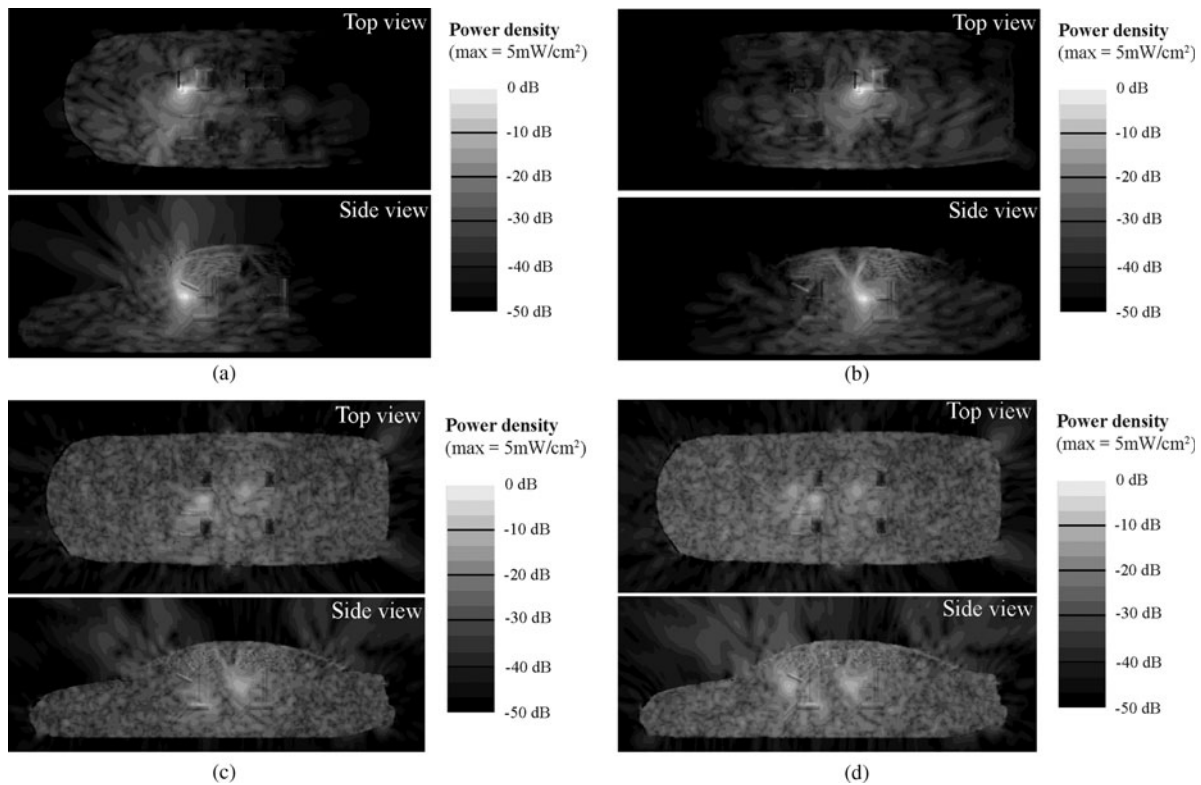 Top view
Power density
(max = 5mW/cm²)
0 dB
-10 dB
-20 dB
-30 dB
-40 dB
-50 dB
Side view
(a)
Top view
Power density
(max = 5mW/cm²)
0 dB
-10 dB
-20 dB
-30 dB
-40 dB
-50 dB
Side view
(b)
Top view
Power density
(max = 5mW/cm²)
0 dB
-10 dB
-20 dB
-30 dB
-40 dB
-50 dB
Side view
(c)
Top view
Power density
(max = 5mW/cm²)
0 dB
-10 dB
-20 dB
-30 dB
-40 dB
-50 dB
Side view
(d)